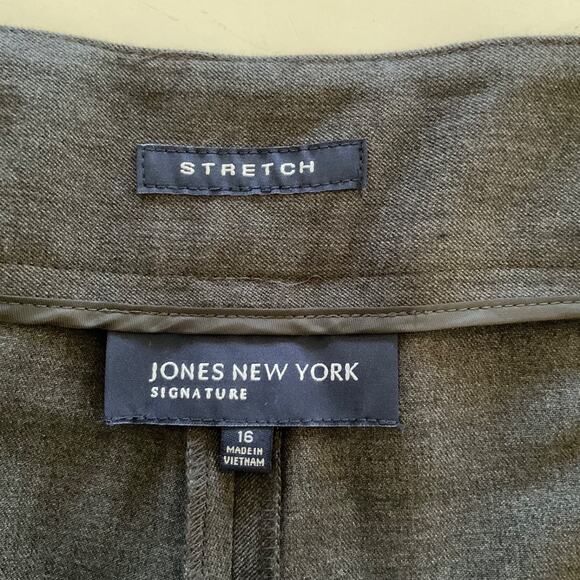 STRETCH
JONES NEW YORK
SIGNATURE
16
MADE IN
VIETNAM